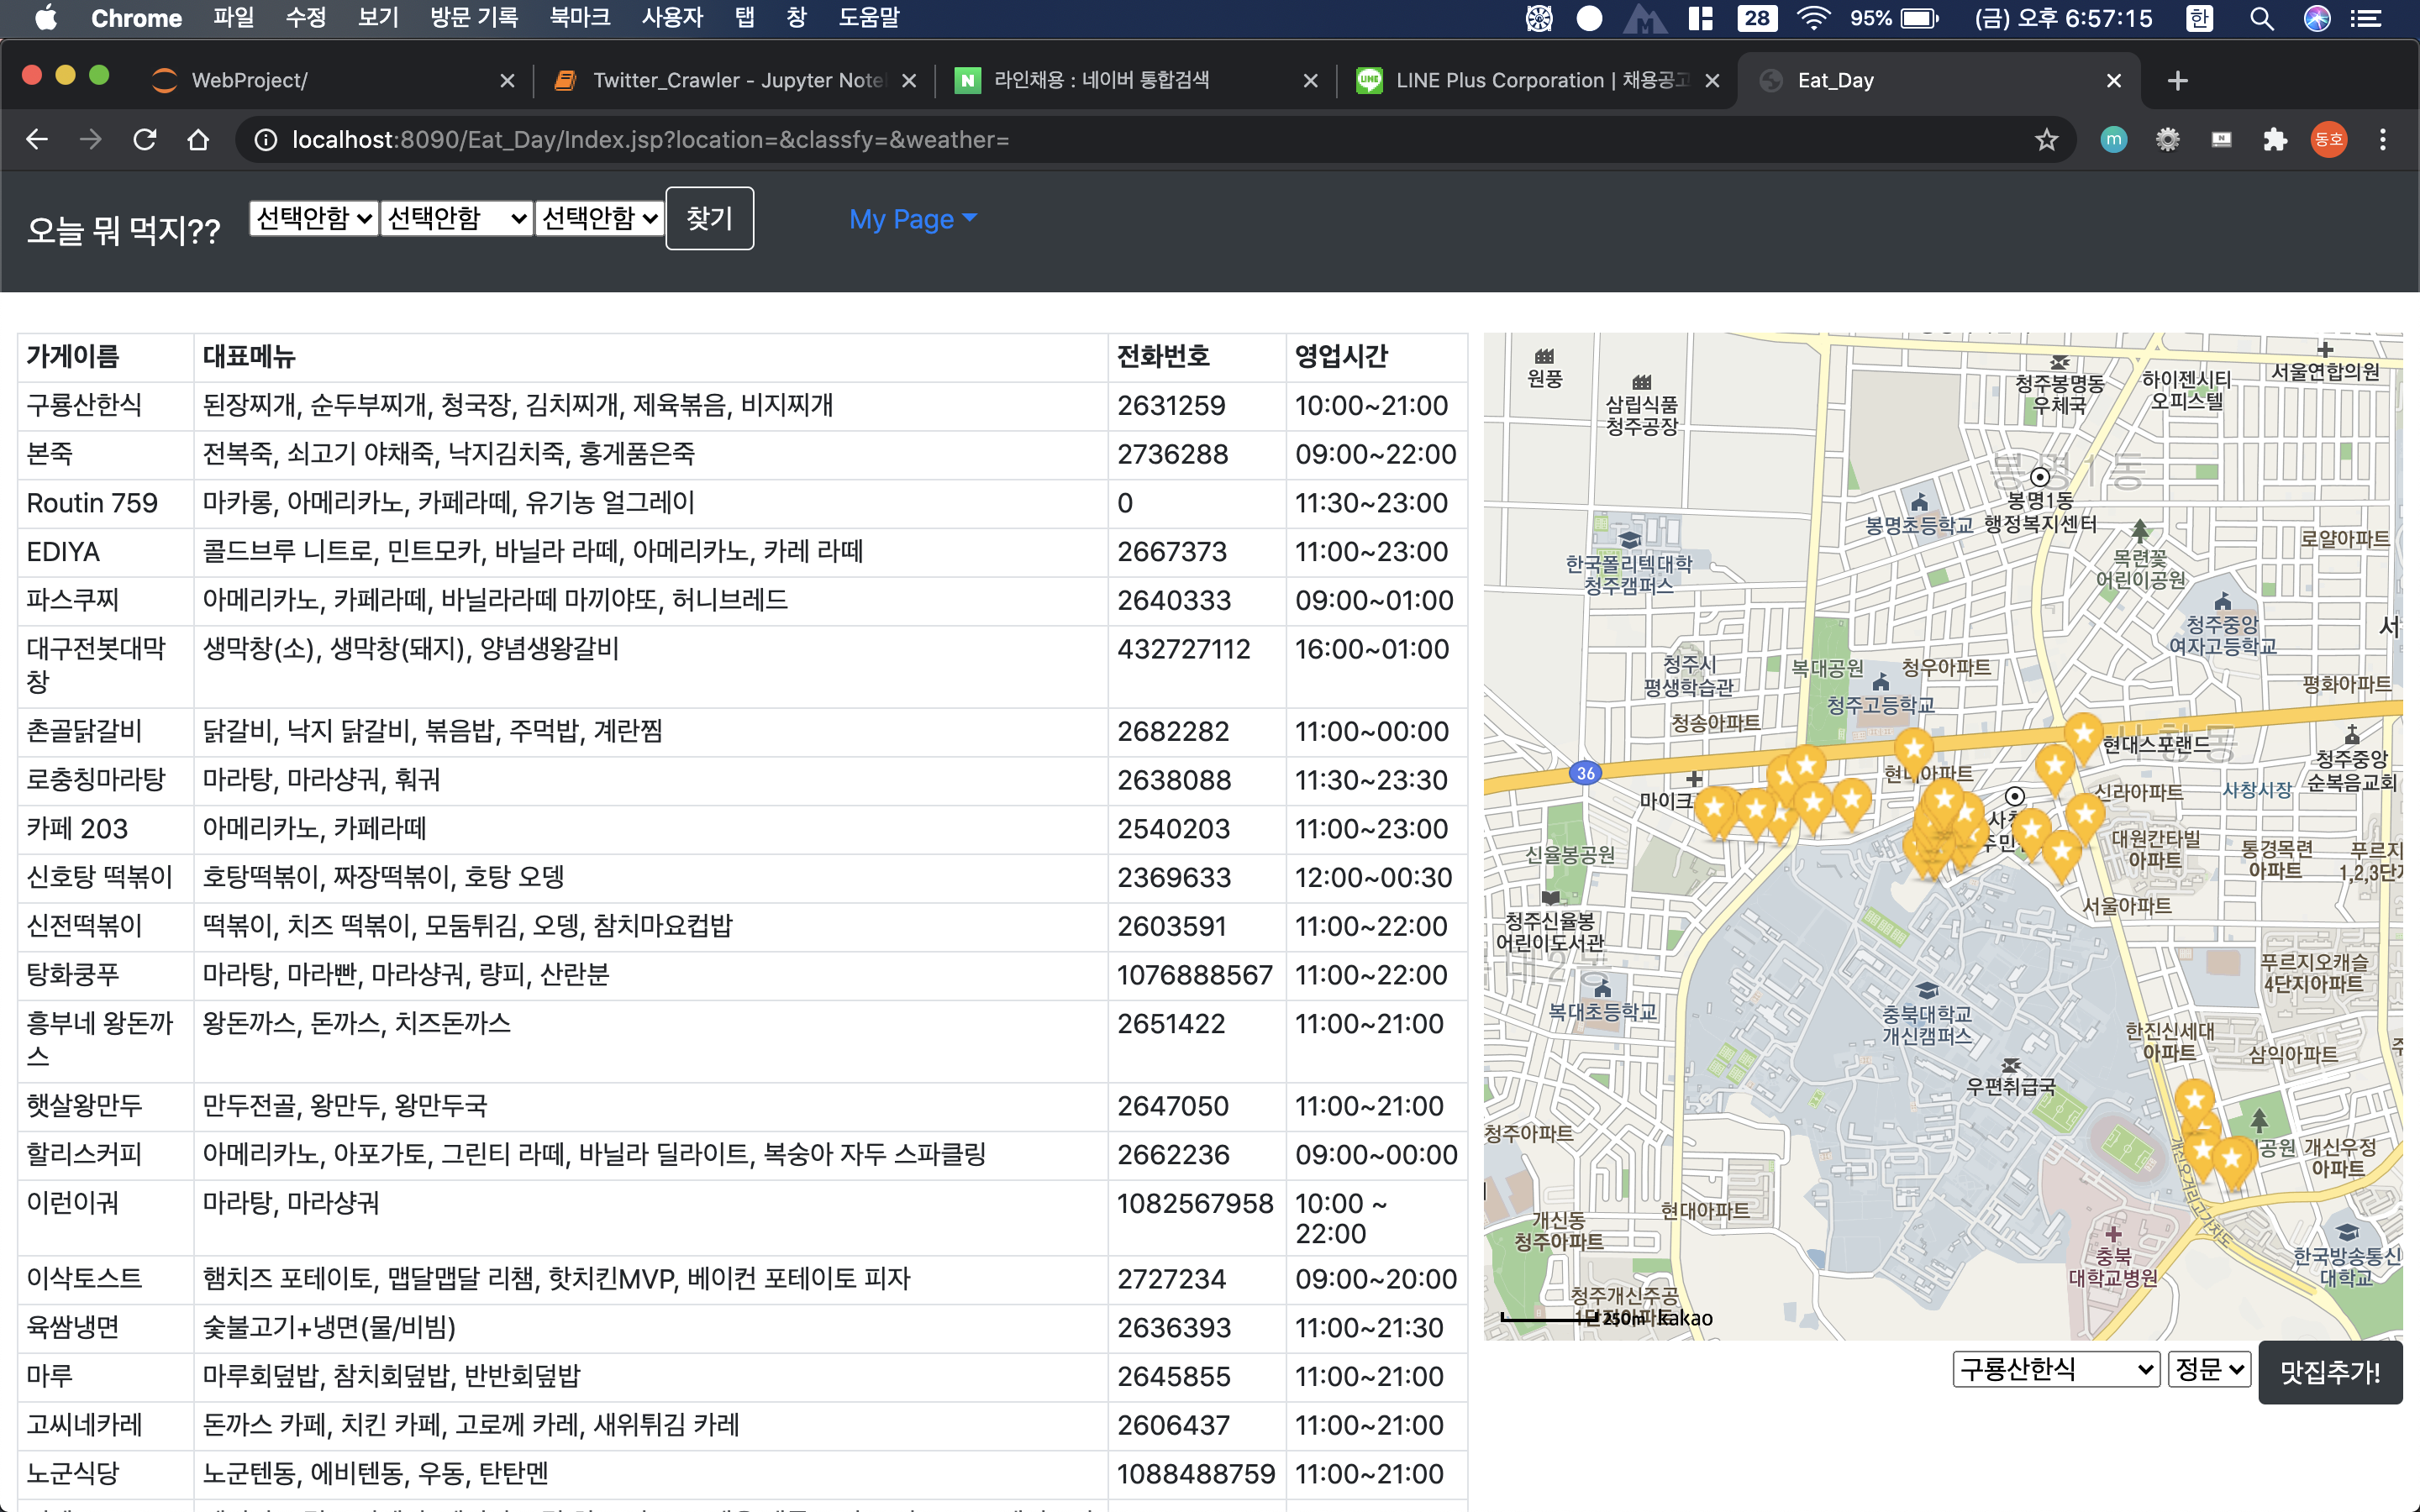 Chrome 파일 수정 보기 방문 기록 북마크 사용자 탭 창 도움말 28 95% (금) 오후 6:57:15 한
WebProject/ Twitter_Crawler - Jupyter Note 라인채용 : 네이버 통합검색 LINE Plus Corporation | 채용공고 Eat_Day
localhost:8090/Eat_Day/Index.jsp?location=&classfy=&weather= m 동호
오늘 뭐 먹지?? 선택안함 선택안함 선택안함 찾기 My Page
가게이름 대표메뉴 전화번호 영업시간
구룡산한식 된장찌개, 순두부찌개, 청국장, 김치찌개, 제육볶음, 비지찌개 2631259 10:00~21:00
본죽 전복죽, 쇠고기 야채죽, 낙지김치죽, 홍게품은죽 2736288 09:00~22:00
Routin 759 마카롱, 아메리카노, 카페라떼, 유기농 얼그레이 0 11:30~23:00
EDIYA 콜드브루 니트로, 민트모카, 바닐라 라떼, 아메리카노, 카레 라떼 2667373 11:00~23:00
파스쿠찌 아메리카노, 카페라떼, 바닐라라떼 마끼야또, 허니브레드 2640333 09:00~01:00
대구전봇대막
창 생막창(소), 생막창(돼지), 양념생왕갈비 432727112 16:00~01:00
촌골닭갈비 닭갈비, 낙지 닭갈비, 볶음밥, 주먹밥, 계란찜 2682282 11:00~00:00
로충칭마라탕 마라탕, 마라샹궈, 훠궈 2638088 11:30~23:30
카페 203 아메리카노, 카페라떼 2540203 11:00~23:00
신호탕 떡볶이 호탕떡볶이, 짜장떡볶이, 호탕 오뎅 2369633 12:00~00:30
신전떡볶이 떡볶이, 치즈 떡볶이, 모둠튀김, 오뎅, 참치마요컵밥 2603591 11:00~22:00
탕화쿵푸 마라탕, 마라빤, 마라샹궈, 량피, 산란분 1076888567 11:00~22:00
흥부네 왕돈까
스 왕돈까스, 돈까스, 치즈돈까스 2651422 11:00~21:00
햇살왕만두 만두전골, 왕만두, 왕만두국 2647050 11:00~21:00
할리스커피 아메리카노, 아포가토, 그린티 라떼, 바닐라 딜라이트, 복숭아 자두 스파클링 2662236 09:00~00:00
이런이궈 마라탕, 마라샹궈 1082567958 10:00 ~
22:00
이삭토스트 햄치즈 포테이토, 맵달맵달 리챔, 핫치킨MVP, 베이컨 포테이토 피자 2727234 09:00~20:00
육쌈냉면 숯불고기+냉면(물/비빔) 2636393 11:00~21:30
마루 마루회덮밥, 참치회덮밥, 반반회덮밥 2645855 11:00~21:00
고씨네카레 돈까스 카페, 치킨 카페, 고로께 카레, 새위튀김 카레 2606437 11:00~21:00
노군식당 노군텐동, 에비텐동, 우동, 탄탄멘 1088488759 11:00~21:00
원풍
삼립식품
청주공장
청주봉명동
우체국
하이젠시티
오피스텔
서울연합의원
봉명1동
봉명1동
행정복지센터
봉명초등학교
로얄아파트
목련꽃
어린이공원
한국폴리텍대학
청주캠퍼스
청주중앙
여자고등학교
서
청주시
평생학습관
복대공원
청우아파트
청주고등학교
평화아파트
청송아파트
36
현대스포랜드
청주중앙
순복음교회
현대아파트
마이크
신라아파트
사창시장
대원칸타빌
아파트
통경목련
아파트
푸르지
1,2,3단지
신율봉공원
서울아파트
청주신율봉
어린이도서관
푸르지오캐슬
4단지아파트
복대초등학교
충북대학교
개신캠퍼스
한진신세대
아파트
삼익아파트
우편취급국
청주아파트
공원
개신우정
아파트
개신오거리고가차도
현대아파트
개신동
청주아파트
충북
대학교병원
한국방송통신
대학교
청주개신주공
1단지아파트
250m kakao
구룡산한식 정문 맛집추가!